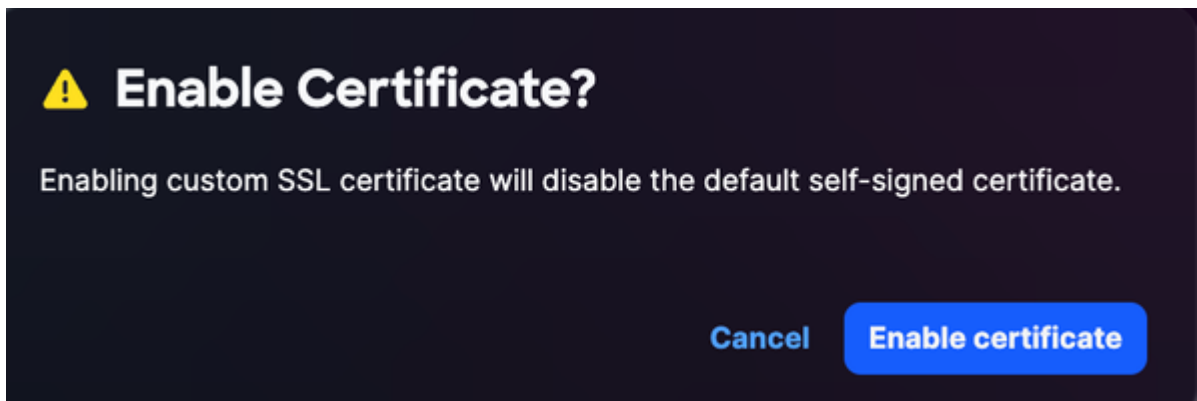 Enable Certificate?
Enabling custom SSL certificate will disable the default self-signed certificate.
Cancel Enable certificate